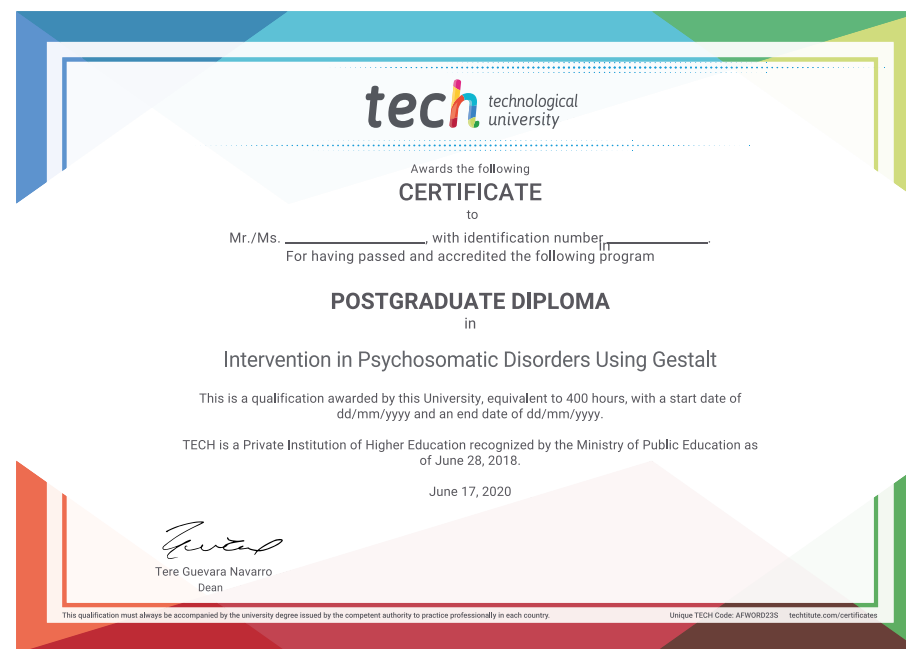 tech technological
university
Awards the following
CERTIFICATE
to
Mr./Ms. ____________________, with identification number ______________.
In
For having passed and accredited the following program
POSTGRADUATE DIPLOMA
in
Intervention in Psychosomatic Disorders Using Gestalt
This is a qualification awarded by this University, equivalent to 400 hours, with a start date of
dd/mm/yyyy and an end date of dd/mm/yyyy.
TECH is a Private Institution of Higher Education recognized by the Ministry of Public Education as
of June 28, 2018.
June 17, 2020
Tere Guevara Navarro
Dean
This qualification must always be accompanied by the university degree issued by the competent authority to practice professionally in each country. Unique TECH Code: AFWORD23S techtitute.com/certificates